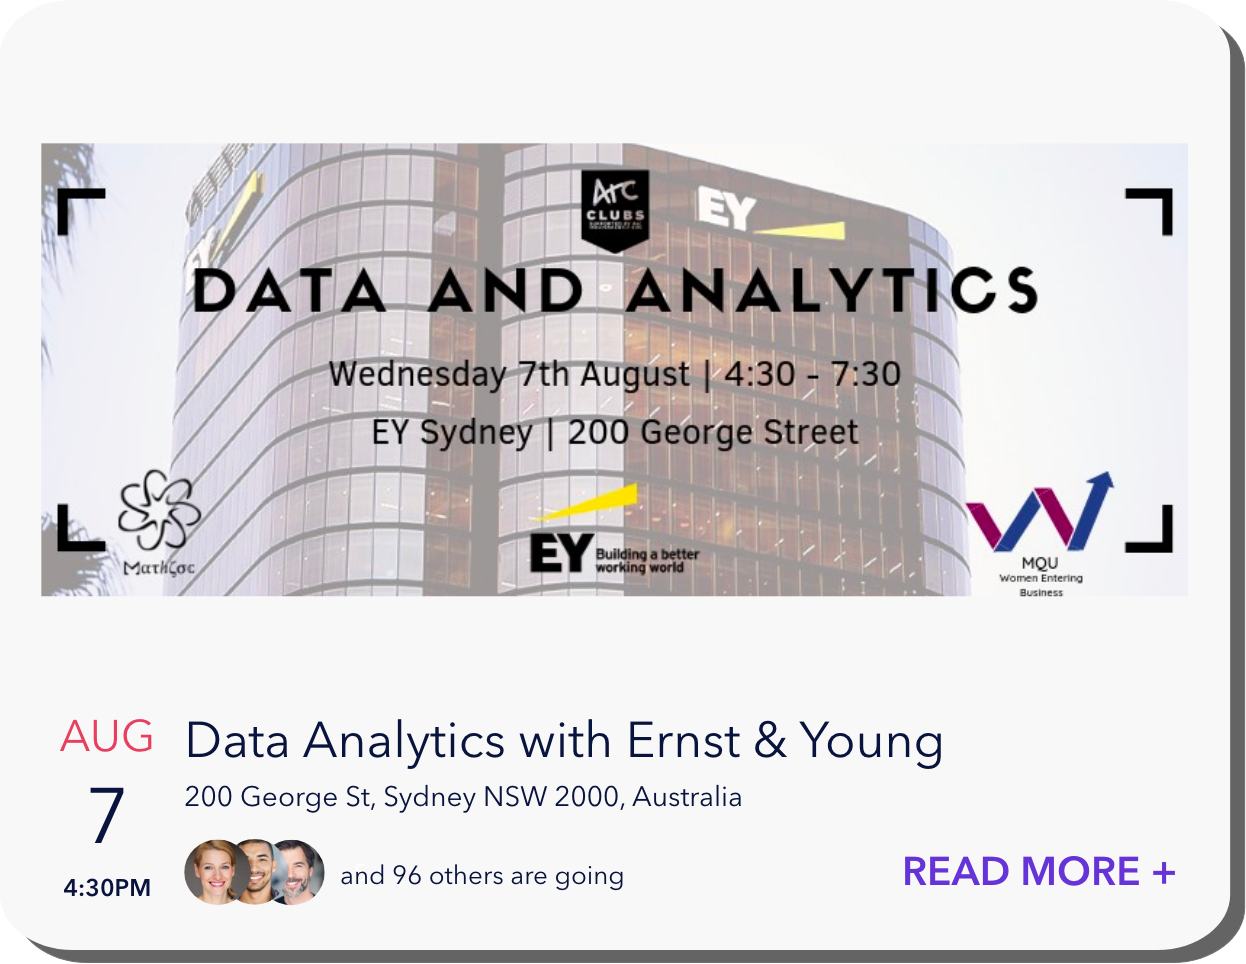 Arc
CLUBS
EY
EY
DATA AND ANALYTICS
Wednesday 7th August | 4:30 - 7:30
EY Sydney | 200 George Street
EY Building a better
working world
MQU
Women Entering
Business
AUG
7
4:30PM
Data Analytics with Ernst & Young
200 George St, Sydney NSW 2000, Australia
and 96 others are going
READ MORE +